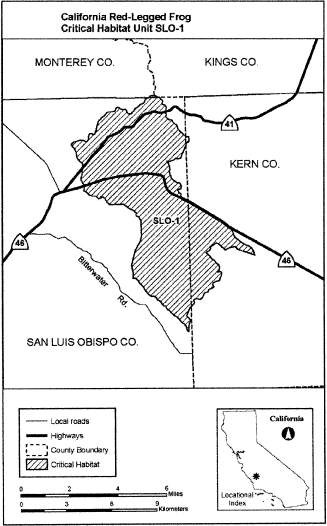 California Red-Legged Frog
Critical Habitat Unit SLO-1
MONTEREY CO.
KINGS CO.
41
KERN CO.
SLO-1
46
46
Bitterwater Rd.
SAN LUIS OBISPO CO.
Local roads
Highways
County Boundary
Critical Habitat
0 2 4 6
Miles
0 3 6 9
Kilometers
California
Locational
Index